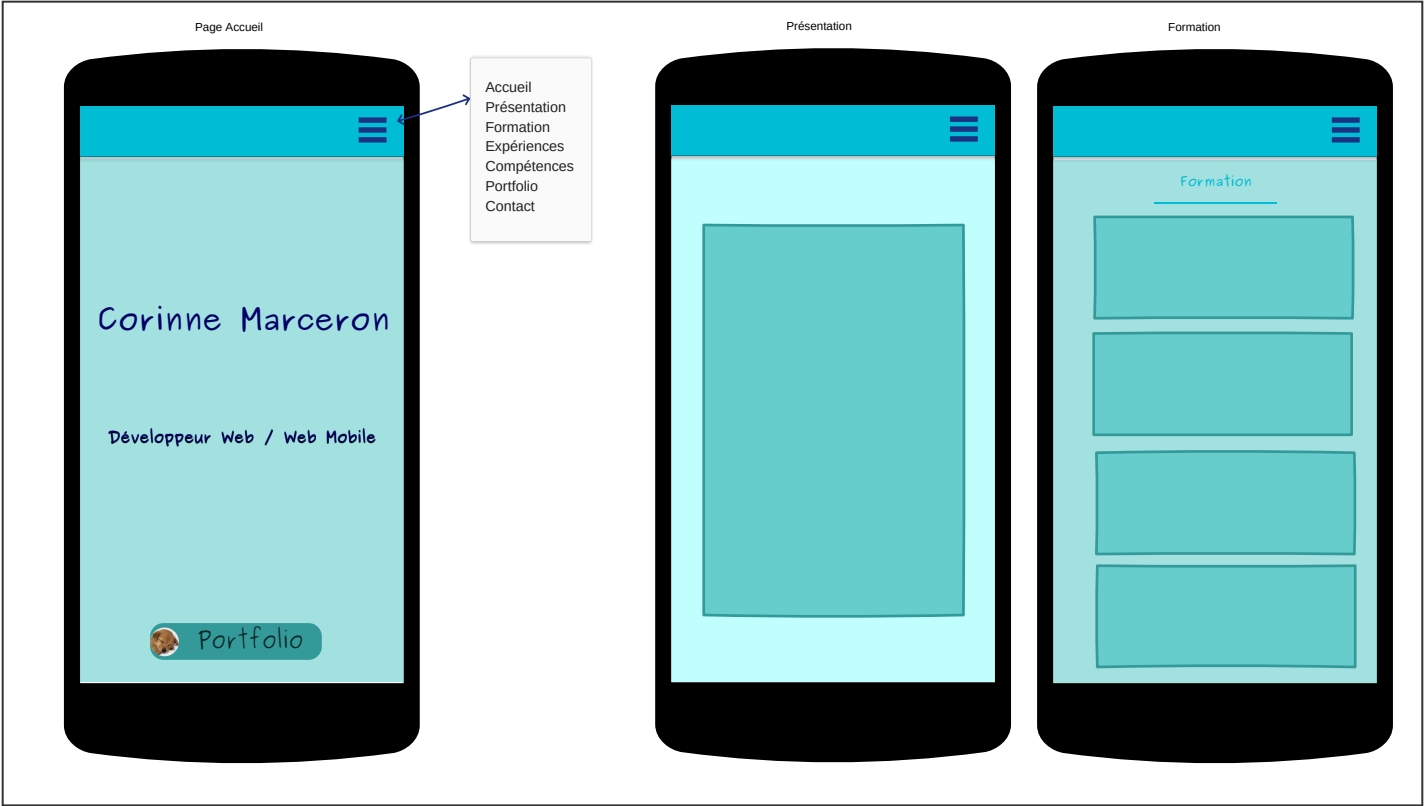 Page Accueil
Présentation
Formation
Accueil
Présentation
Formation
Expériences
Compétences
Portfolio
Contact
Corinne Marceron
Développeur Web / Web Mobile
Portfolio
Formation